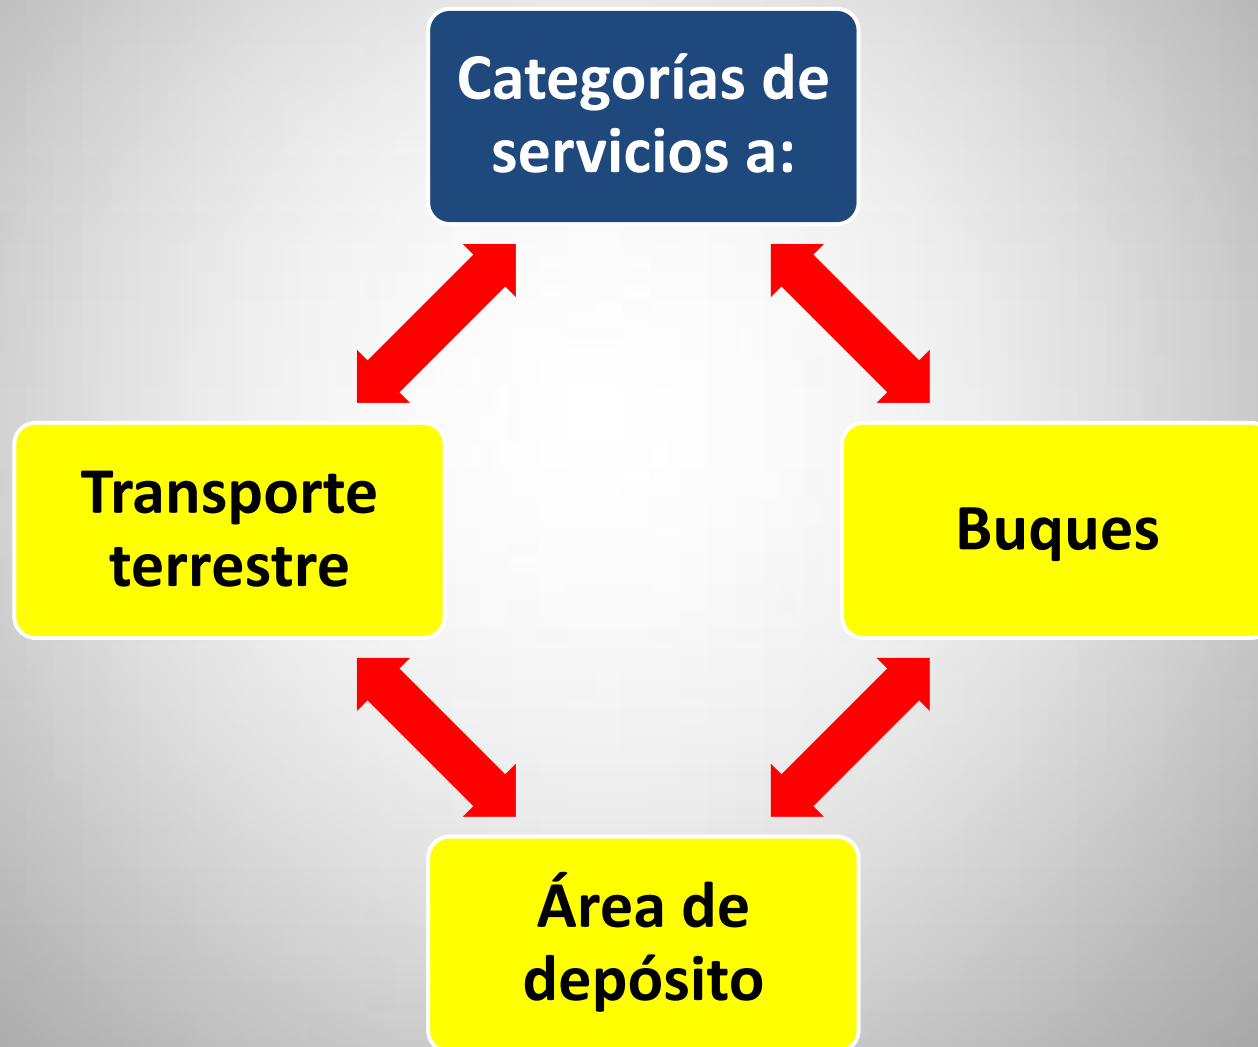 Categorías de
servicios a:
Transporte
terrestre
Buques
Área de
depósito